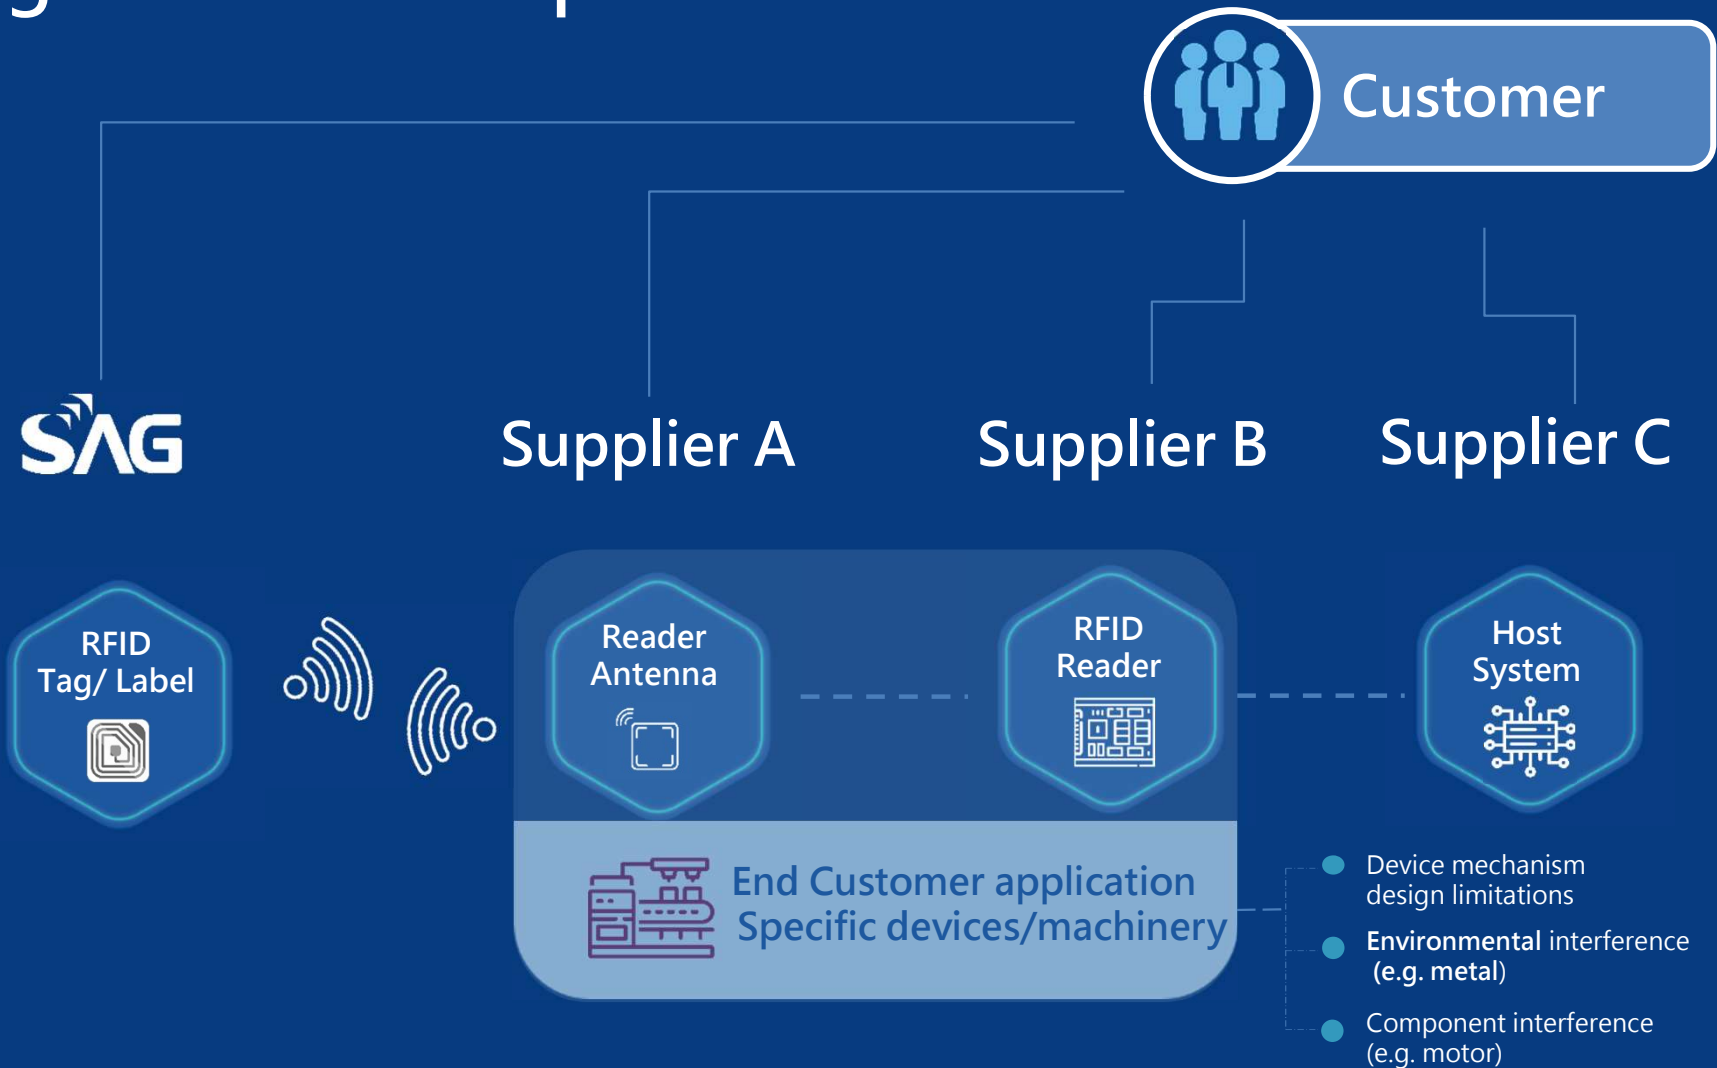 Customer
SAG
Supplier A
Supplier B
Supplier C
RFID
Tag/ Label
Reader
Antenna
RFID
Reader
Host
System
End Customer application
Specific devices/machinery
Device mechanism
design limitations
Environmental interference
(e.g. metal)
Component interference
(e.g. motor)